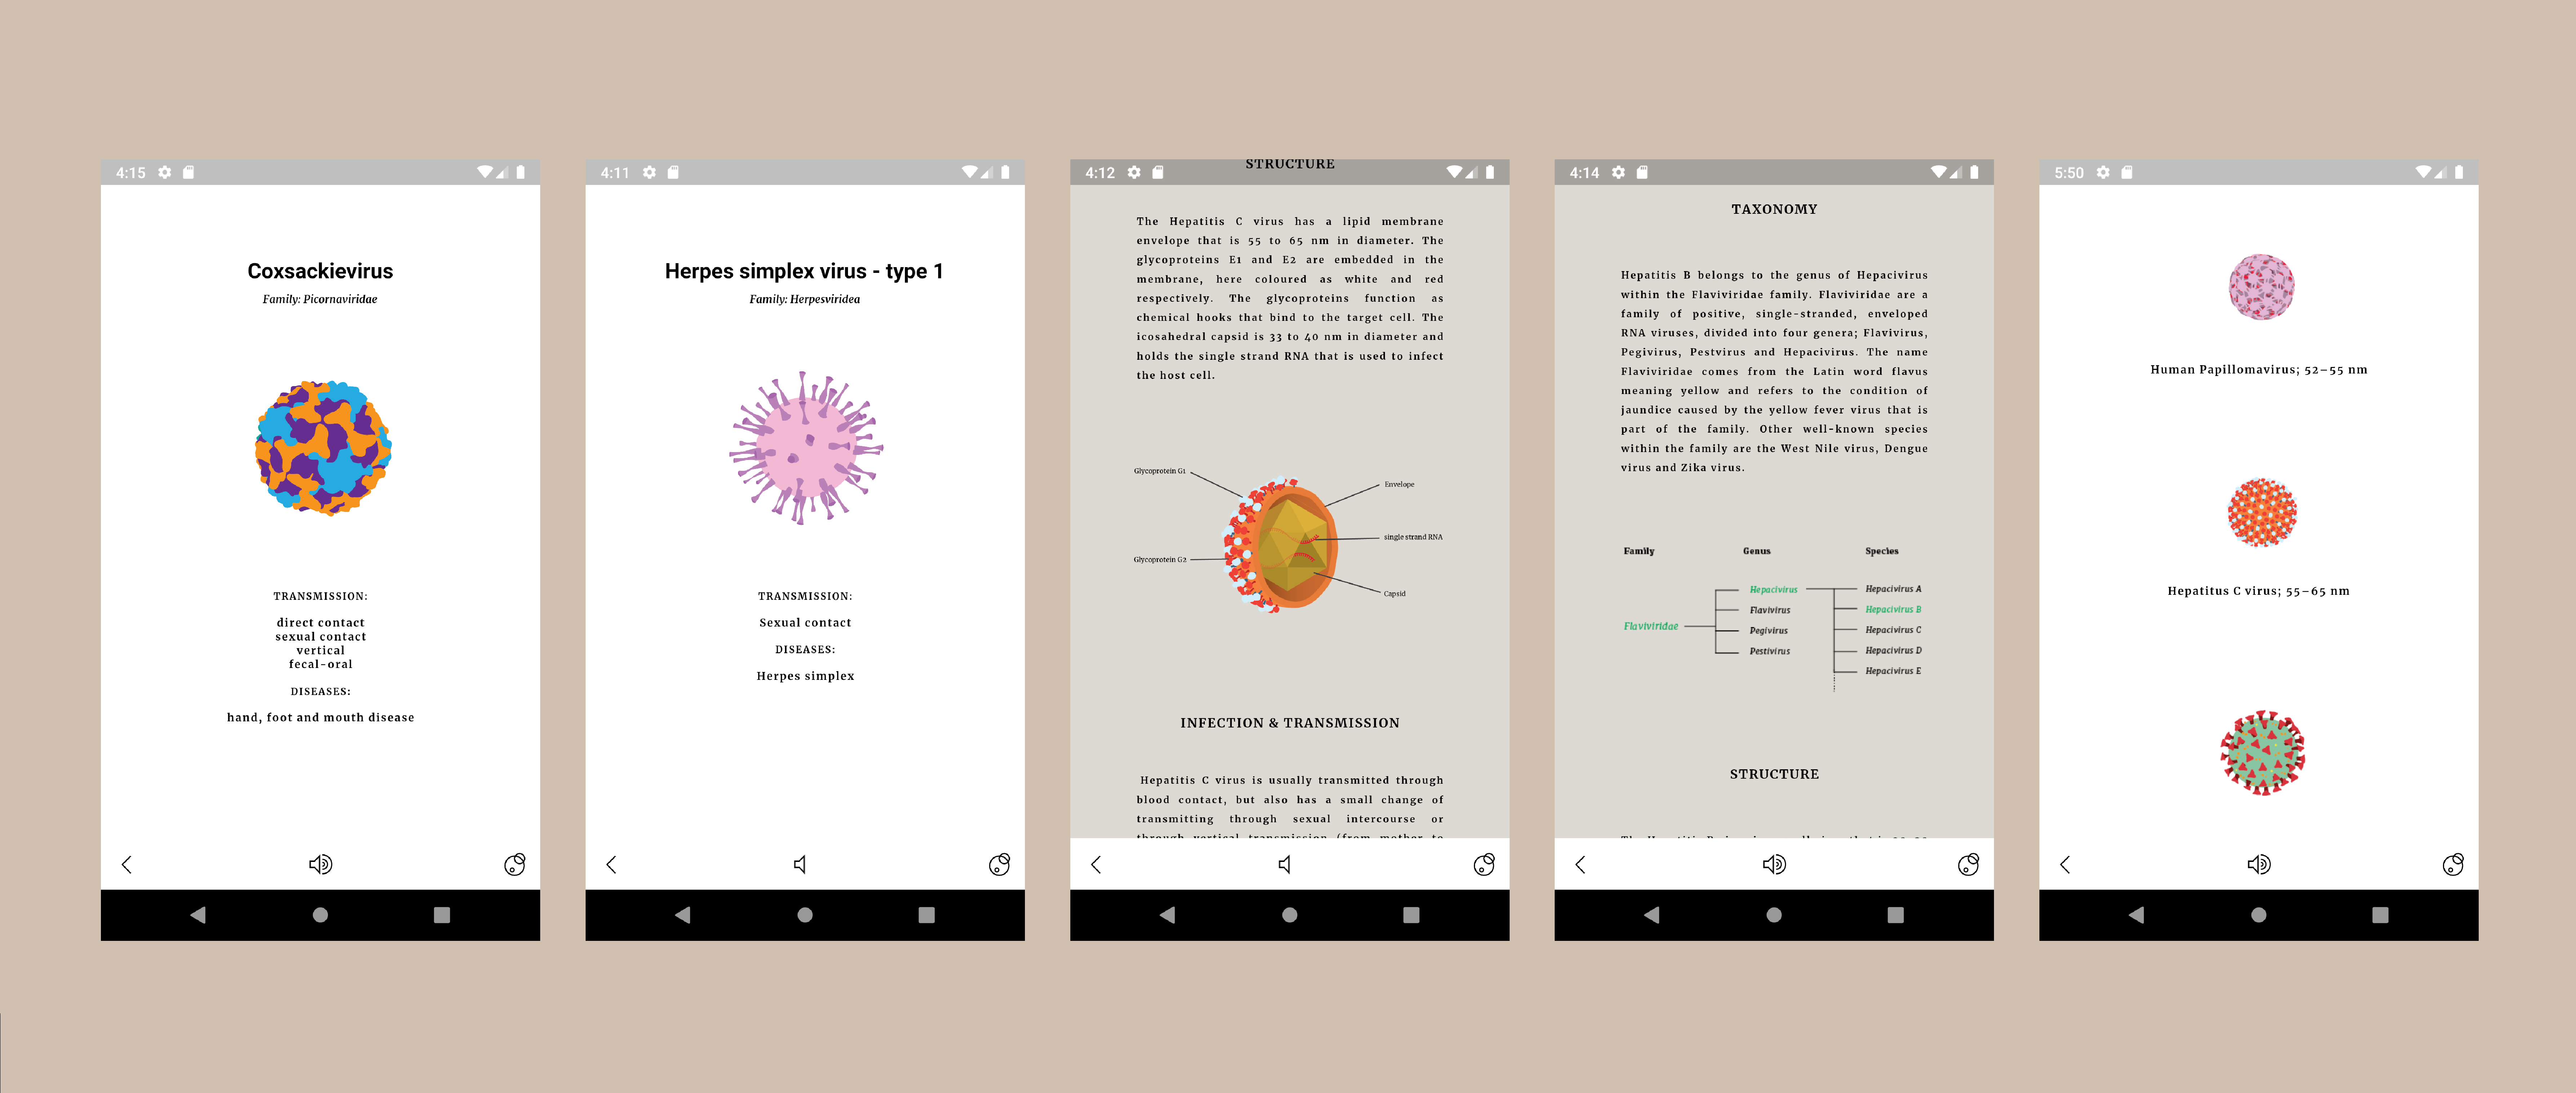 4:15
Coxsackievirus
Family: Picornaviridae
TRANSMISSION:
direct contact
sexual contact
vertical
fecal-oral
DISEASES:
hand, foot and mouth disease
4:11
Herpes simplex virus - type 1
Family: Herpesviridea
TRANSMISSION:
Sexual contact
DISEASES:
Herpes simplex
4:12
STRUCTURE
The Hepatitis C virus has a lipid membrane
envelope that is 55 to 65 nm in diameter. The
glycoproteins E1 and E2 are embedded in the
membrane, here coloured as white and red
respectively. The glycoproteins function as
chemical hooks that bind to the target cell. The
icosahedral capsid is 33 to 40 nm in diameter and
holds the single strand RNA that is used to infect
the host cell.
Glycoprotein G1
Envelope
single strand RNA
Glycoprotein G2
Capsid
INFECTION & TRANSMISSION
Hepatitis C virus is usually transmitted through
blood contact, but also has a small change of
transmitting through sexual intercourse or
through vertical transmission (from mother to
4:14
TAXONOMY
Hepatitis B belongs to the genus of Hepacivirus
within the Flaviviridae family. Flaviviridae are a
family of positive, single-stranded, enveloped
RNA viruses, divided into four genera; Flavivirus,
Pegivirus, Pestvirus and Hepacivirus. The name
Flaviviridae comes from the Latin word flavus
meaning yellow and refers to the condition of
jaundice caused by the yellow fever virus that is
part of the family. Other well-known species
within the family are the West Nile virus, Dengue
virus and Zika virus.
Family Genus Species
Hepacivirus Hepacivirus A
Flavivirus Hepacivirus B
Flaviviridae Pegivirus Hepacivirus C
Pestivirus Hepacivirus D
Hepacivirus E
STRUCTURE
5:50
Human Papillomavirus; 52–55 nm
Hepatitus C virus; 55–65 nm